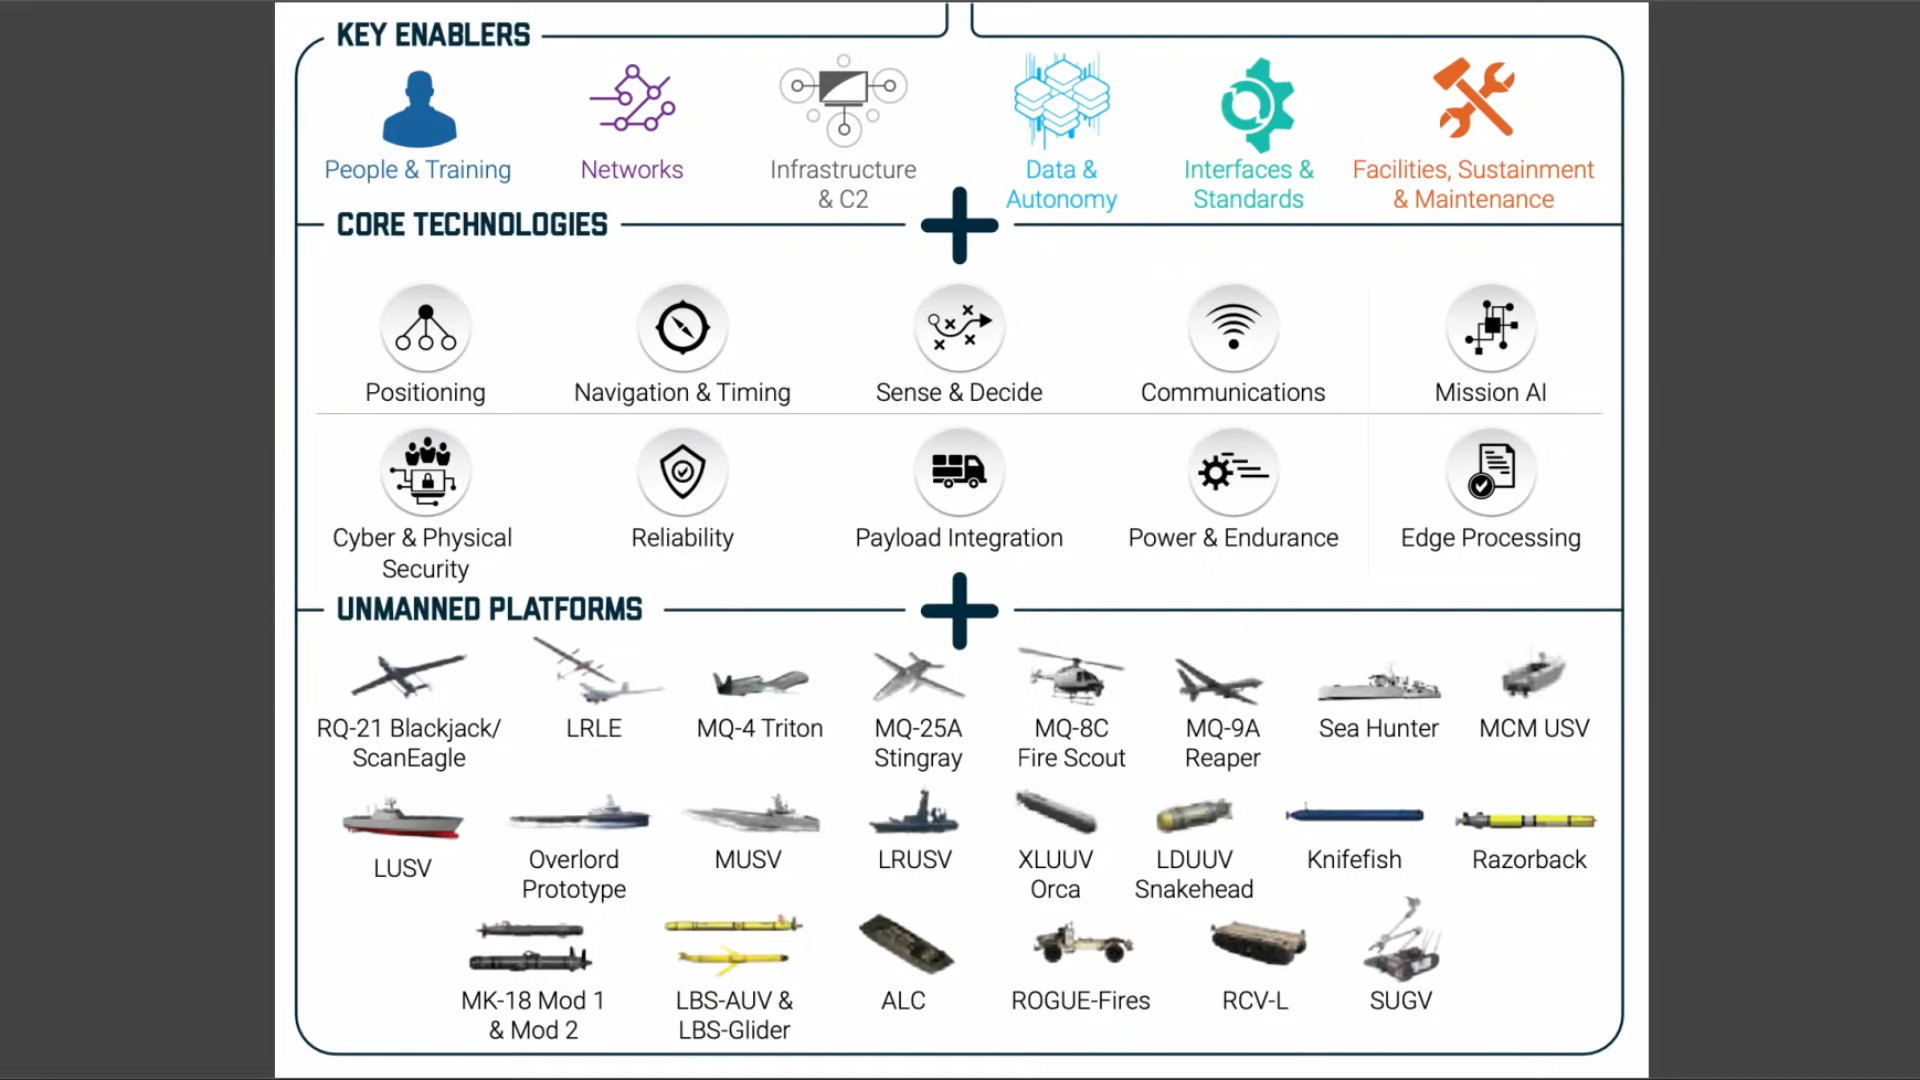 KEY ENABLERS
People & Training
Networks
Infrastructure
& C2
Data &
Autonomy
Interfaces &
Standards
Facilities, Sustainment
& Maintenance
CORE TECHNOLOGIES
Positioning
Navigation & Timing
Sense & Decide
Communications
Mission AI
Cyber & Physical
Security
Reliability
Payload Integration
Power & Endurance
Edge Processing
UNMANNED PLATFORMS
RQ-21 Blackjack/
ScanEagle
LRLE
MQ-4 Triton
MQ-25A
Stingray
MQ-8C
Fire Scout
MQ-9A
Reaper
Sea Hunter
MCM USV
LUSV
Overlord
Prototype
MUSV
LRUSV
XLUUV
Orca
LDUUV
Snakehead
Knifefish
Razorback
MK-18 Mod 1
& Mod 2
LBS-AUV &
LBS-Glider
ALC
ROGUE-Fires
RCV-L
SUGV